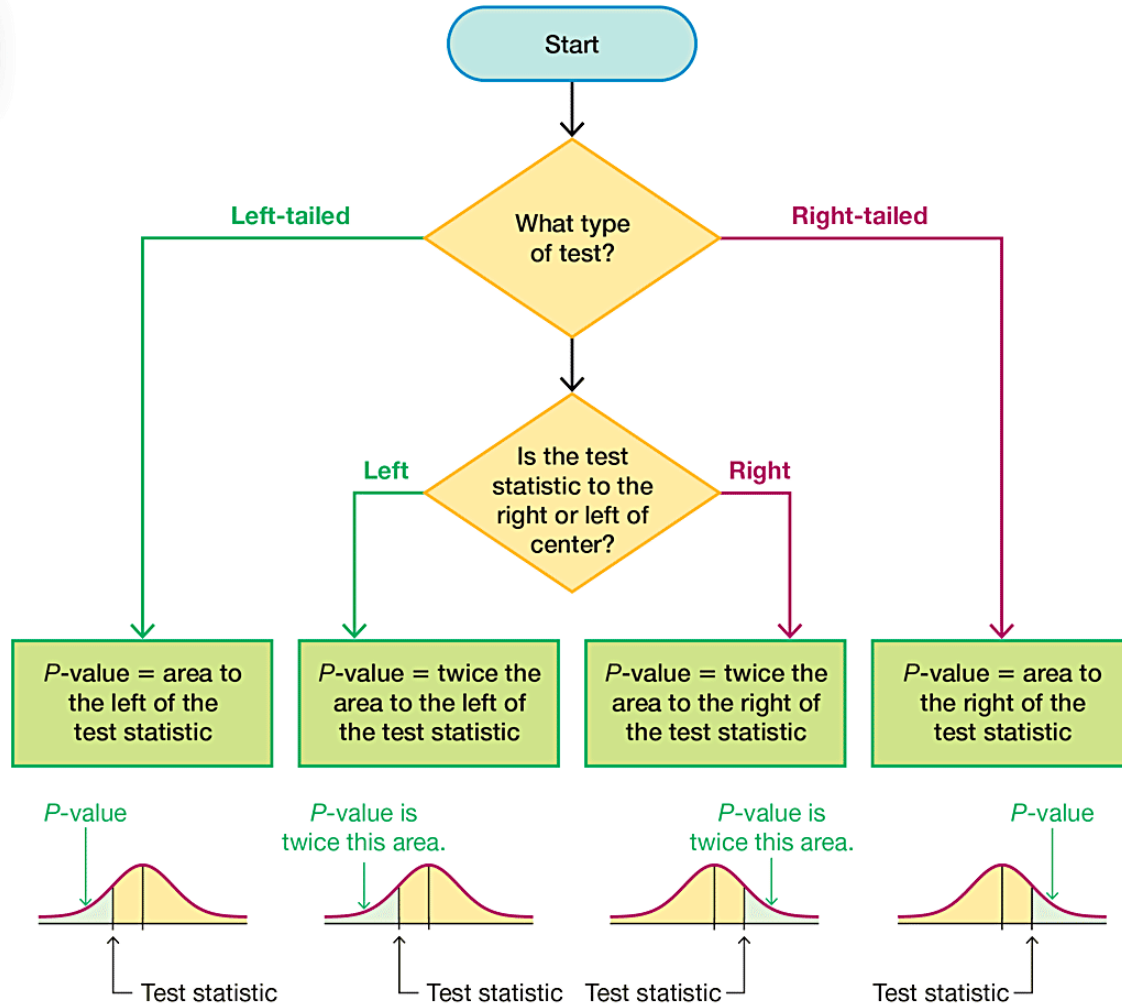 Start
What type
of test?
Left-tailed
Right-tailed
Is the test
statistic to the
right or left of
center?
Left
Right
P-value = area to
the left of the
test statistic
P-value = twice the
area to the left of
the test statistic
P-value = twice the
area to the right of
the test statistic
P-value = area to
the right of the
test statistic
P-value
P-value is
twice this area.
P-value is
twice this area.
P-value
Test statistic
Test statistic
Test statistic
Test statistic